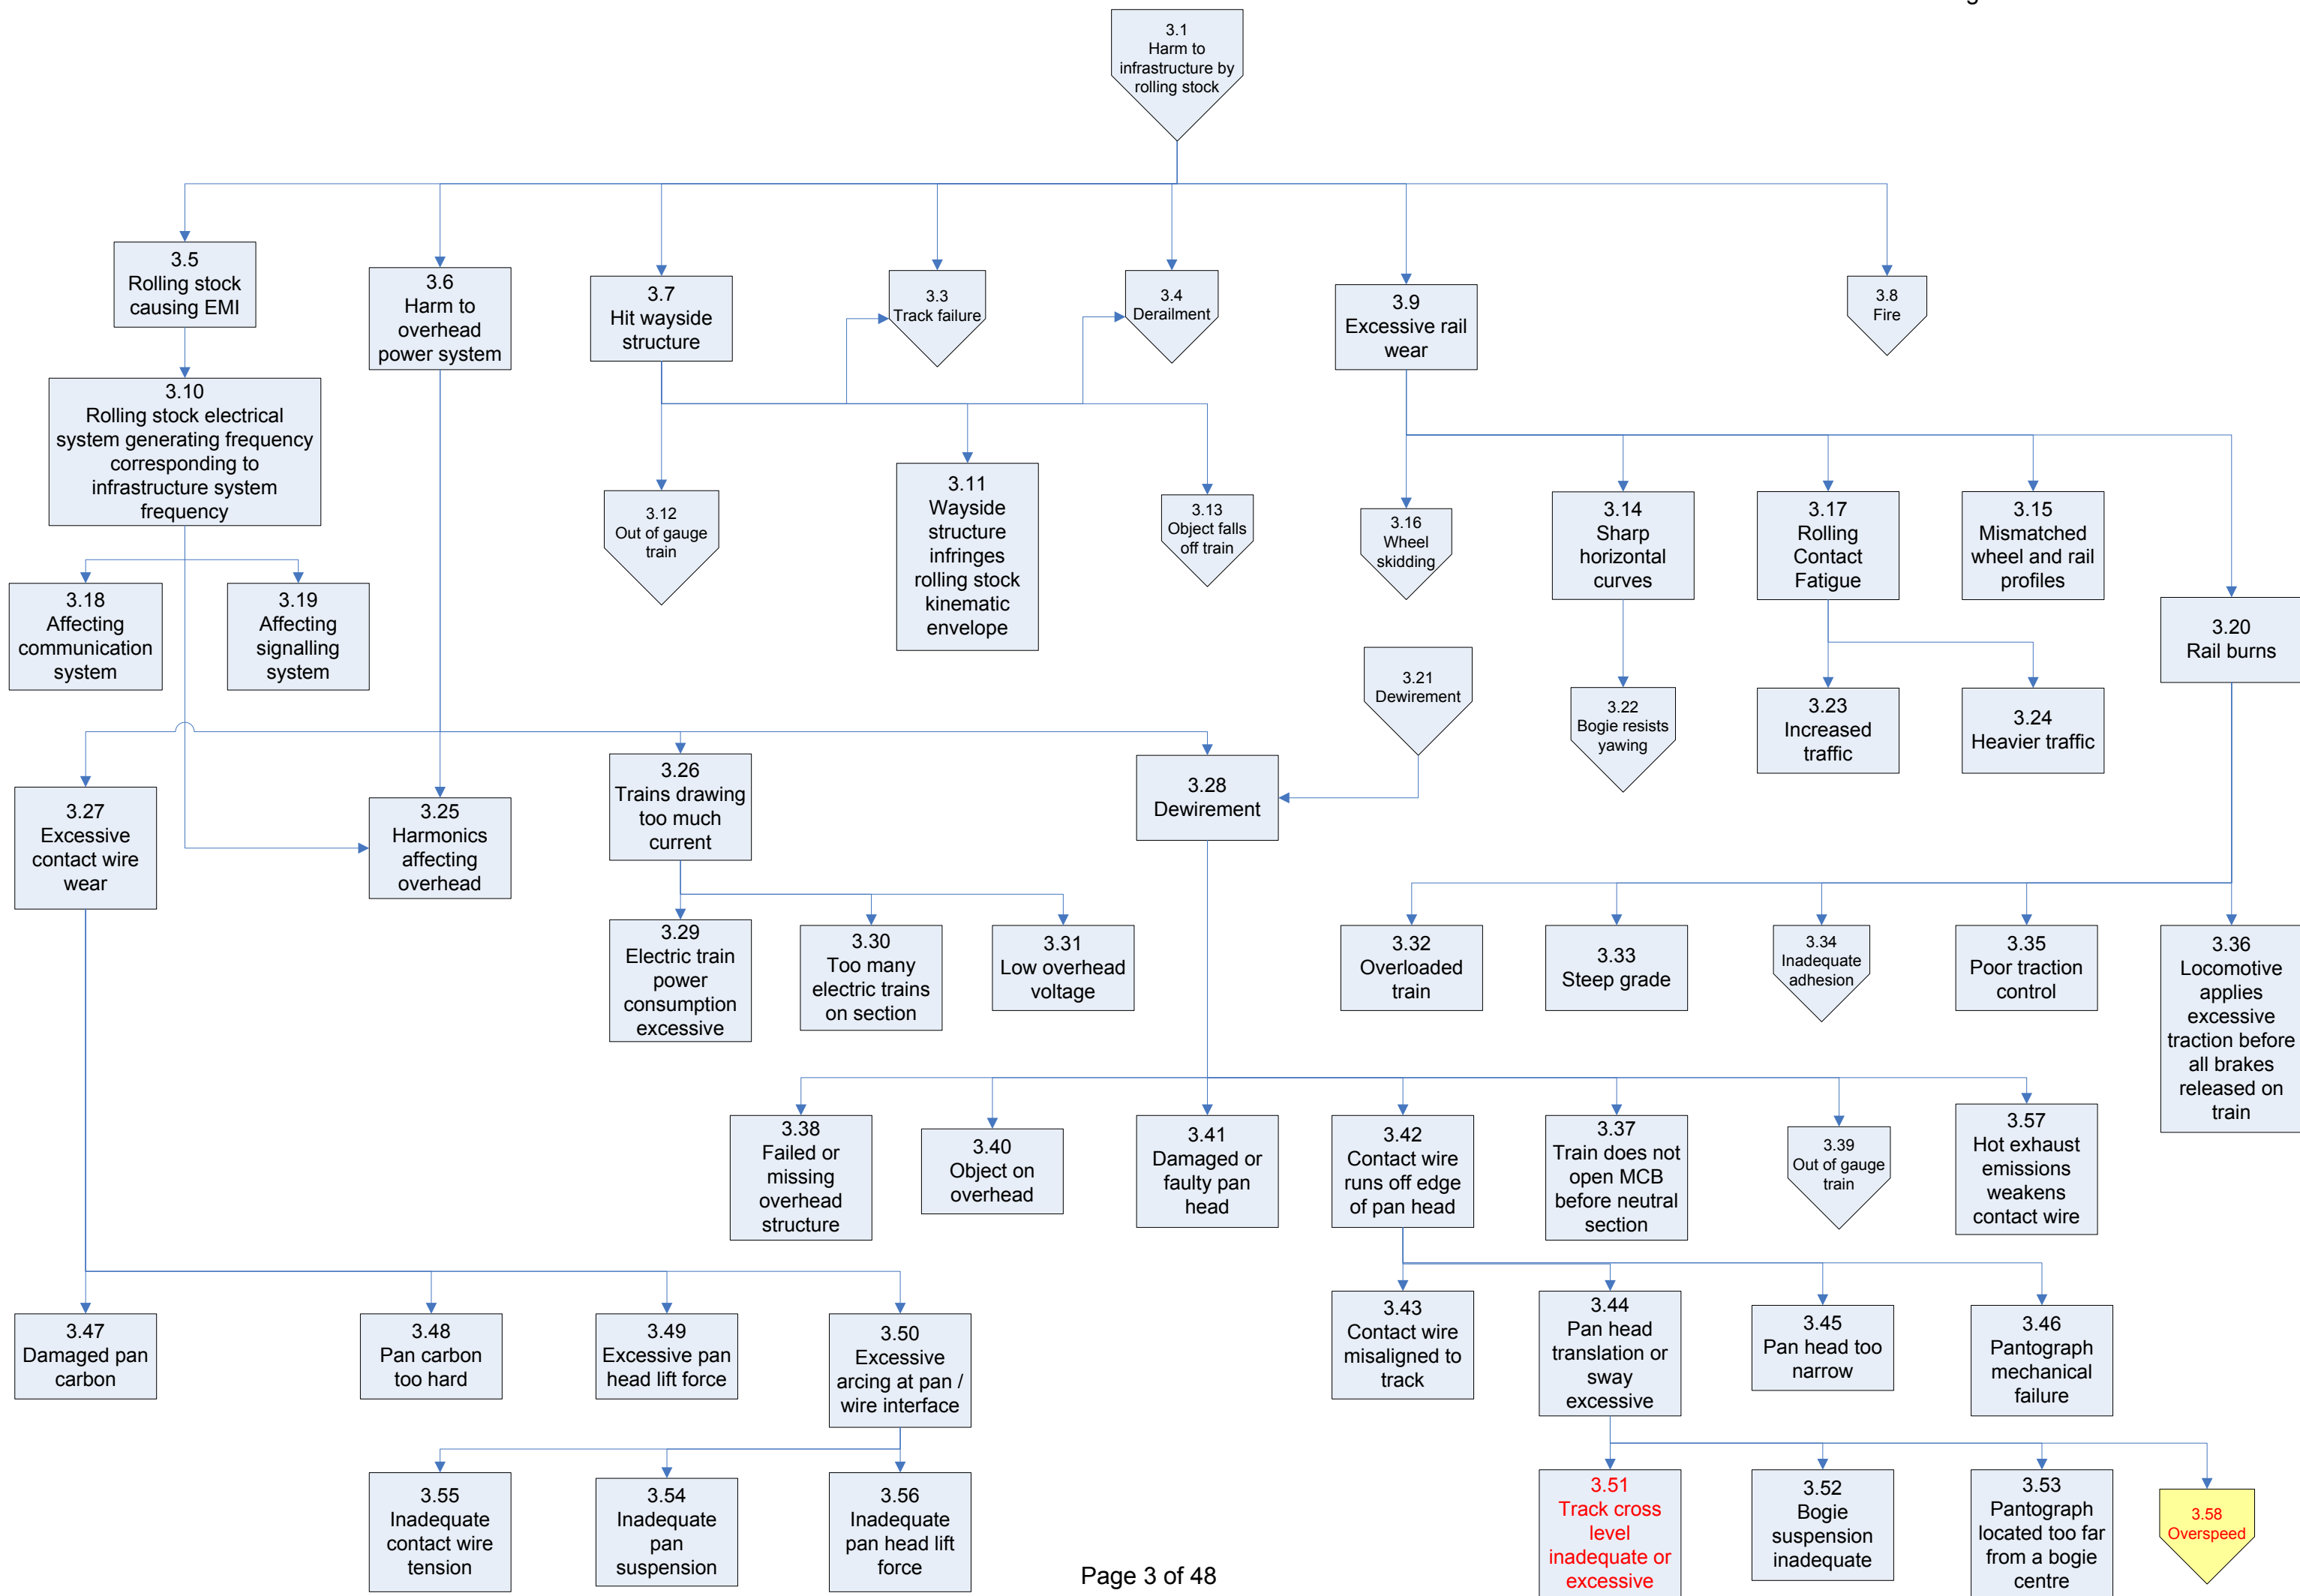 3.1
Harm to
infrastructure by
rolling stock
3.5
Rolling stock
causing EMI
3.6
Harm to
overhead
power system
3.7
Hit wayside
structure
3.3
Track failure
3.4
Derailment
3.9
Excessive rail
wear
3.8
Fire
3.10
Rolling stock electrical
system generating frequency
corresponding to
infrastructure system
frequency
3.12
Out of gauge
train
3.11
Wayside
structure
infringes
rolling stock
kinematic
envelope
3.13
Object falls
off train
3.16
Wheel
skidding
3.14
Sharp
horizontal
curves
3.17
Rolling
Contact
Fatigue
3.15
Mismatched
wheel and rail
profiles
3.18
Affecting
communication
system
3.19
Affecting
signalling
system
3.20
Rail burns
3.21
Dewirement
3.22
Bogie resists
yawing
3.23
Increased
traffic
3.24
Heavier traffic
3.27
Excessive
contact wire
wear
3.25
Harmonics
affecting
overhead
3.26
Trains drawing
too much
current
3.28
Dewirement
3.29
Electric train
power
consumption
excessive
3.30
Too many
electric trains
on section
3.31
Low overhead
voltage
3.32
Overloaded
train
3.33
Steep grade
3.34
Inadequate
adhesion
3.35
Poor traction
control
3.36
Locomotive
applies
excessive
traction before
all brakes
released on
train
3.38
Failed or
missing
overhead
structure
3.40
Object on
overhead
3.41
Damaged or
faulty pan
head
3.42
Contact wire
runs off edge
of pan head
3.37
Train does not
open MCB
before neutral
section
3.39
Out of gauge
train
3.57
Hot exhaust
emissions
weakens
contact wire
3.47
Damaged pan
carbon
3.48
Pan carbon
too hard
3.49
Excessive pan
head lift force
3.50
Excessive
arcing at pan /
wire interface
3.43
Contact wire
misaligned to
track
3.44
Pan head
translation or
sway
excessive
3.45
Pan head too
narrow
3.46
Pantograph
mechanical
failure
3.55
Inadequate
contact wire
tension
3.54
Inadequate
pan
suspension
3.56
Inadequate
pan head lift
force
3.51
Track cross
level
inadequate or
excessive
3.52
Bogie
suspension
inadequate
3.53
Pantograph
located too far
from a bogie
centre
3.58
Overspeed
Page 3 of 48